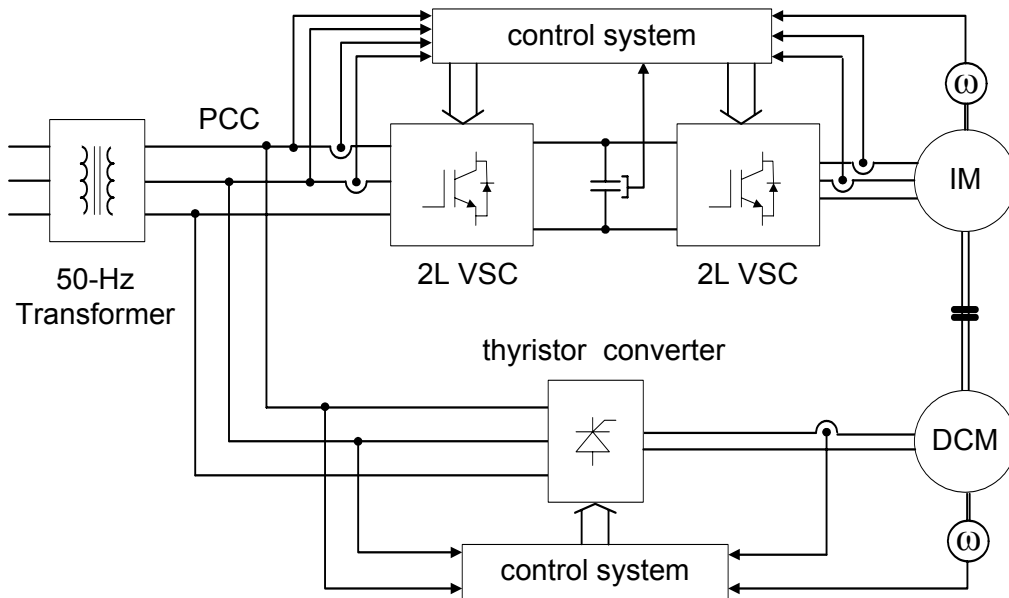 control system
ω
PCC
IM
2L VSC
2L VSC
50-Hz
Transformer
thyristor converter
DCM
ω
control system